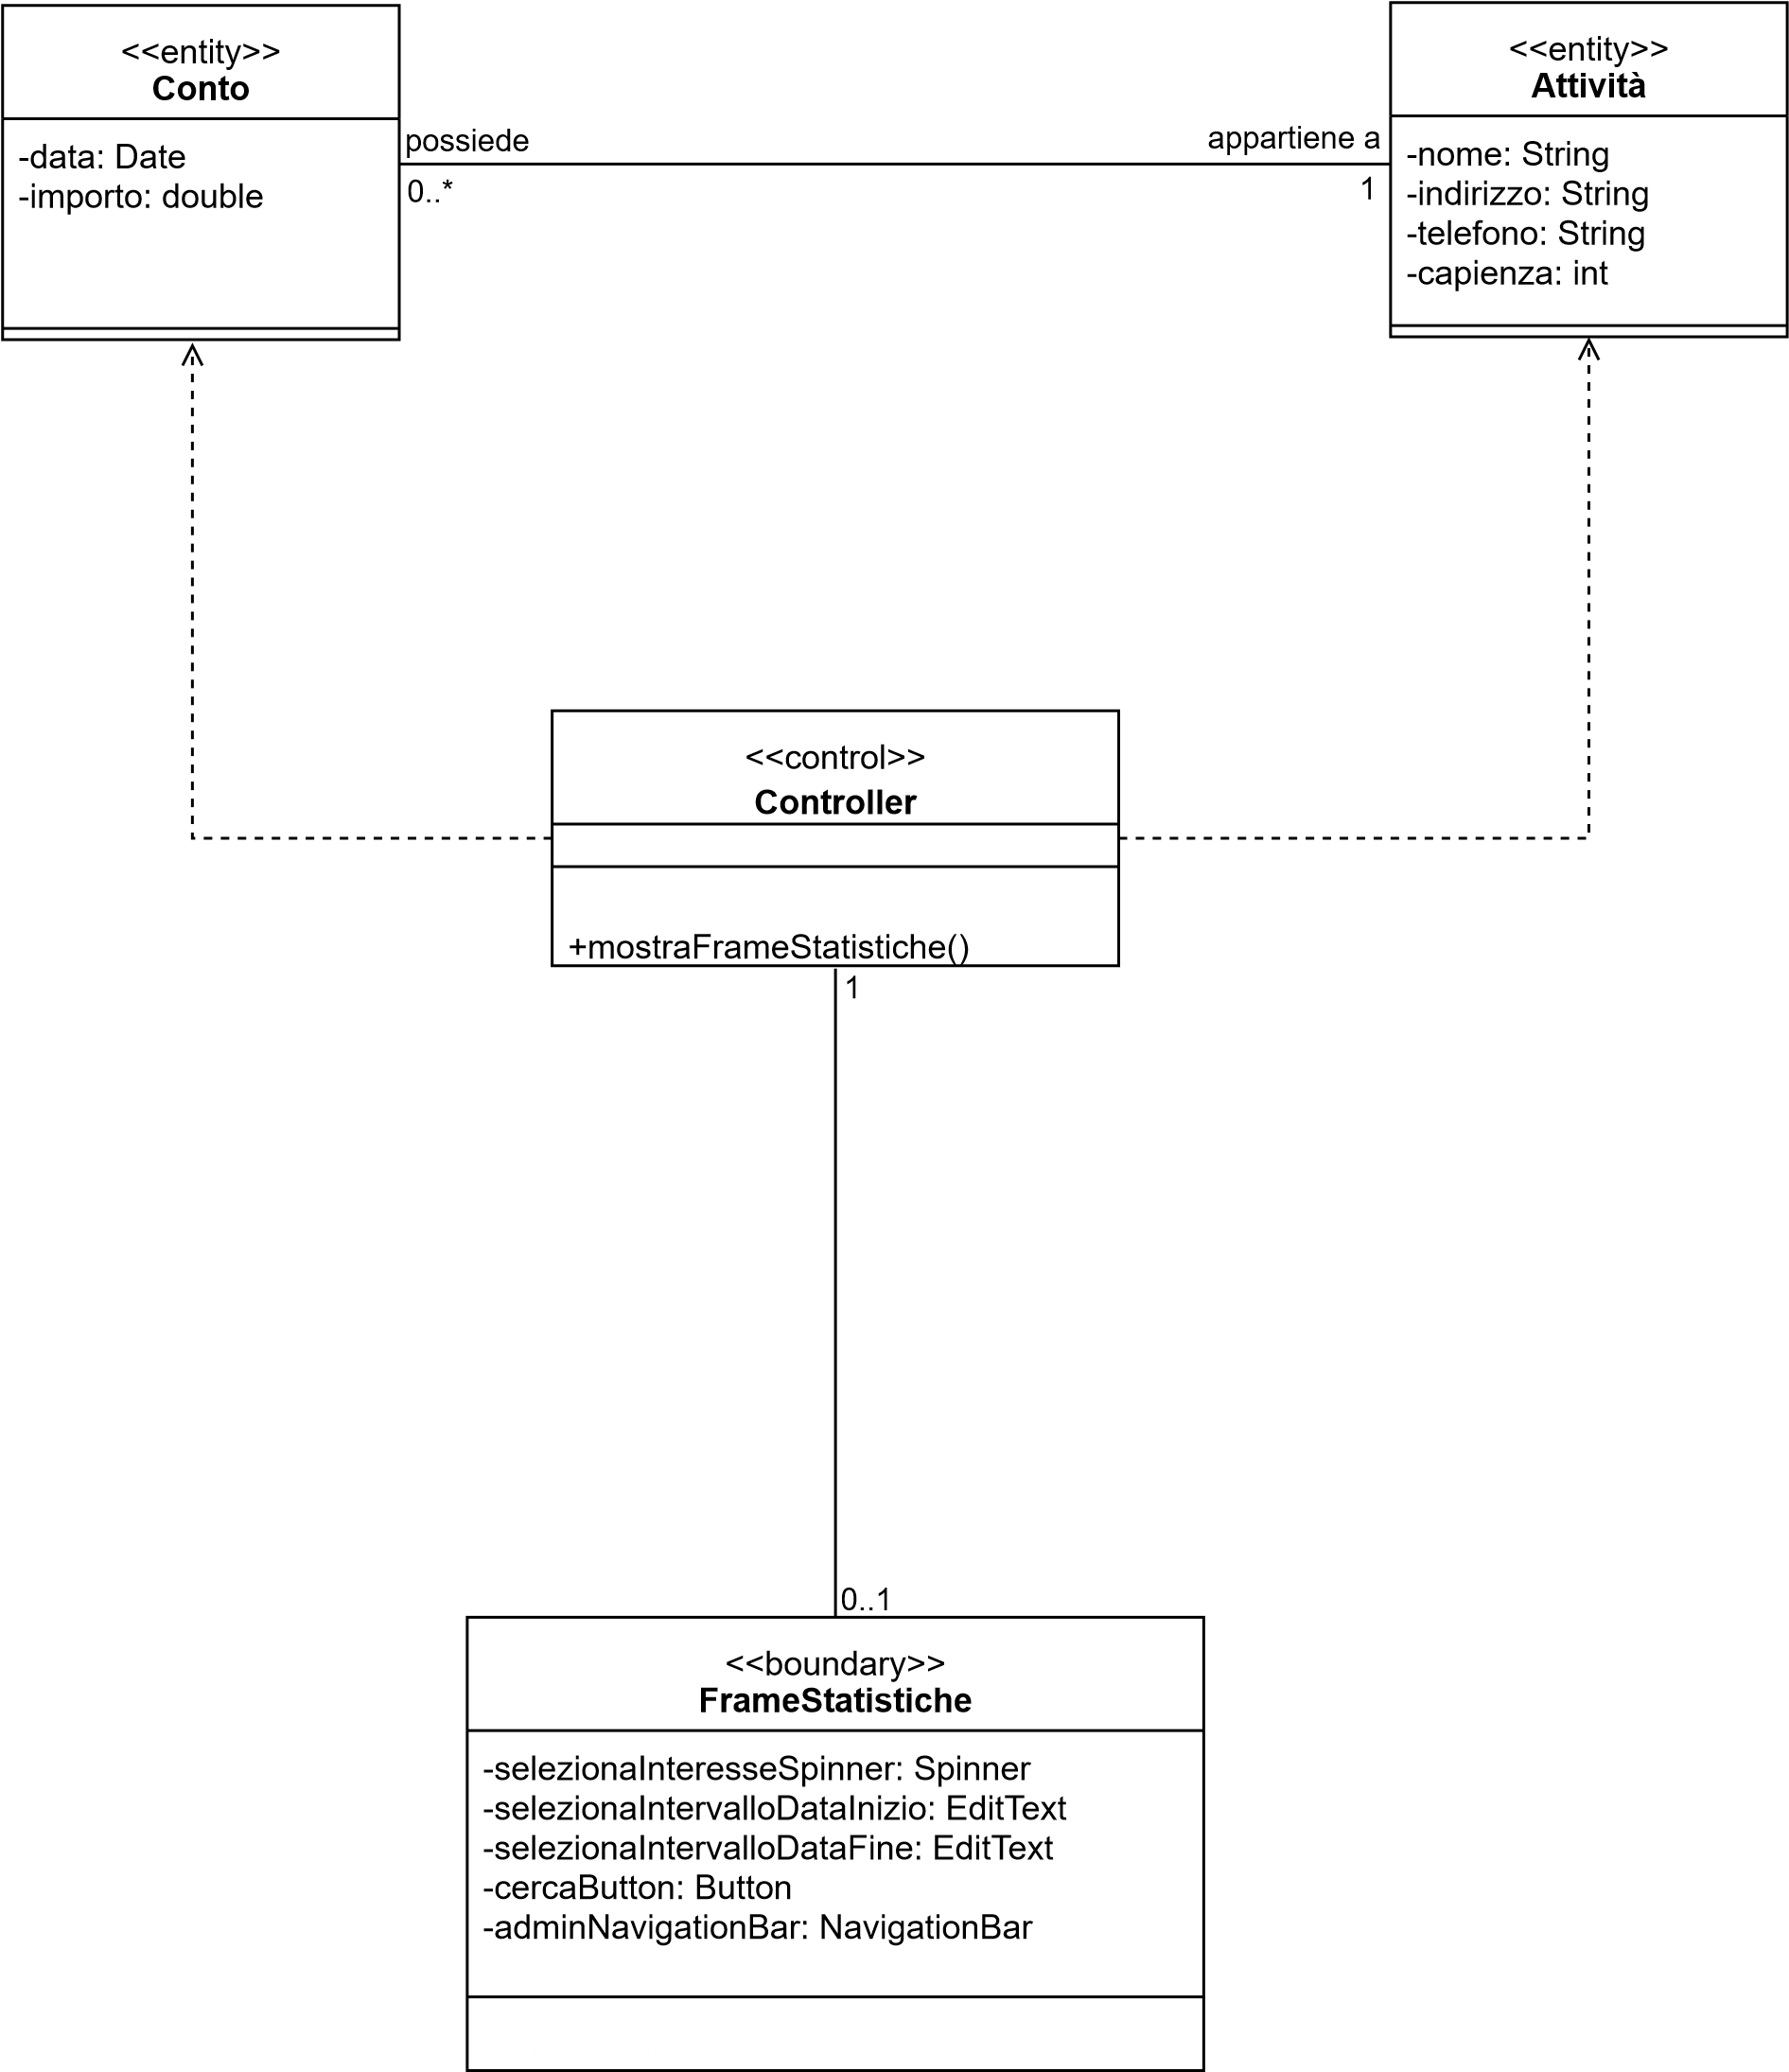 <<entity>>
Conto
-data: Date
-importo: double
possiede
0..*
appartiene a
1
<<entity>>
Attività
-nome: String
-indirizzo: String
-telefono: String
-capienza: int
<<control>>
Controller
+mostraFrameStatistiche()
1
0..1
<<boundary>>
FrameStatistiche
-selezionaInteresseSpinner: Spinner
-selezionaIntervalloDataInizio: EditText
-selezionaIntervalloDataFine: EditText
-cercaButton: Button
-adminNavigationBar: NavigationBar